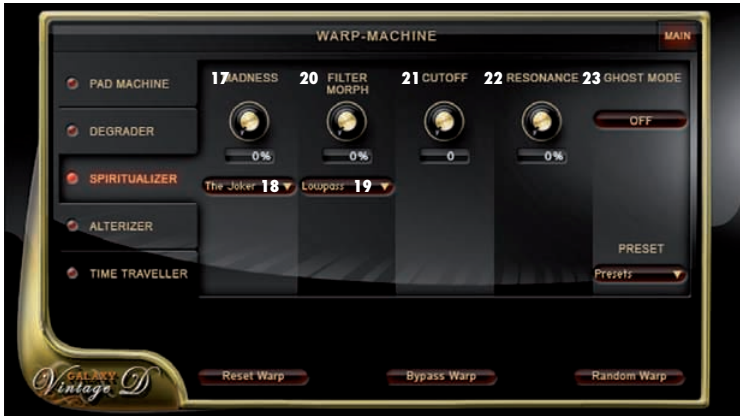 WARP-MACHINE
MAIN
PAD MACHINE
DEGRADER
SPIRITUALIZER
ALTERIZER
TIME TRAVELLER
17 MADNESS
20 FILTER MORPH
21 CUTOFF
22 RESONANCE
23 GHOST MODE
0%
0%
0
0%
OFF
The Joker 18
Lowpass 19
PRESET
Presets
GALAXY
Vintage D
Reset Warp
Bypass Warp
Random Warp